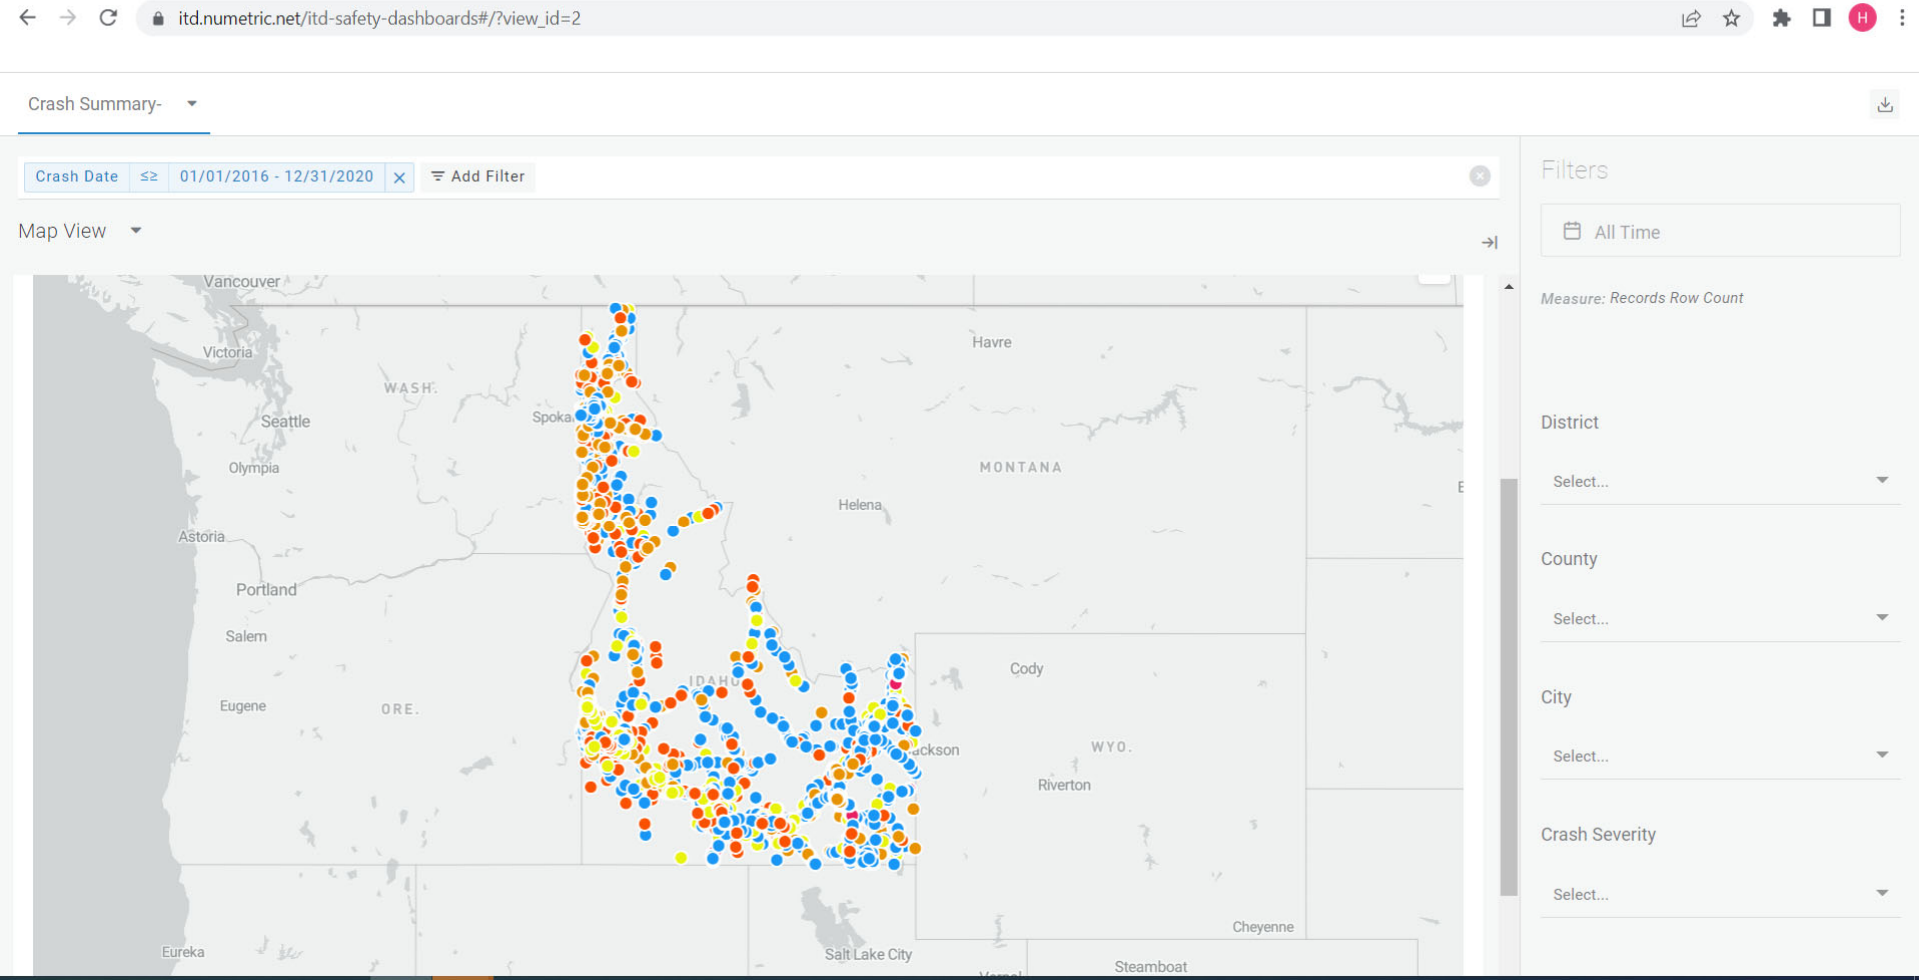 itd.numetric.net/itd-safety-dashboards#/?view_id=2
H
Crash Summary-
Crash Date ≤≥ 01/01/2016 - 12/31/2020 × Add Filter
Filters
Map View
All Time
Measure: Records Row Count
Vancouver
Victoria
Havre
WASH.
Seattle
Spoka
District
Olympia
MONTANA
Select...
Helena
Astoria
County
Portland
Select...
Salem
Cody
IDAHO
City
Eugene
ORE.
ackson
WYO.
Select...
Riverton
Crash Severity
Select...
Cheyenne
Eureka
Salt Lake City
Steamboat
Vernal